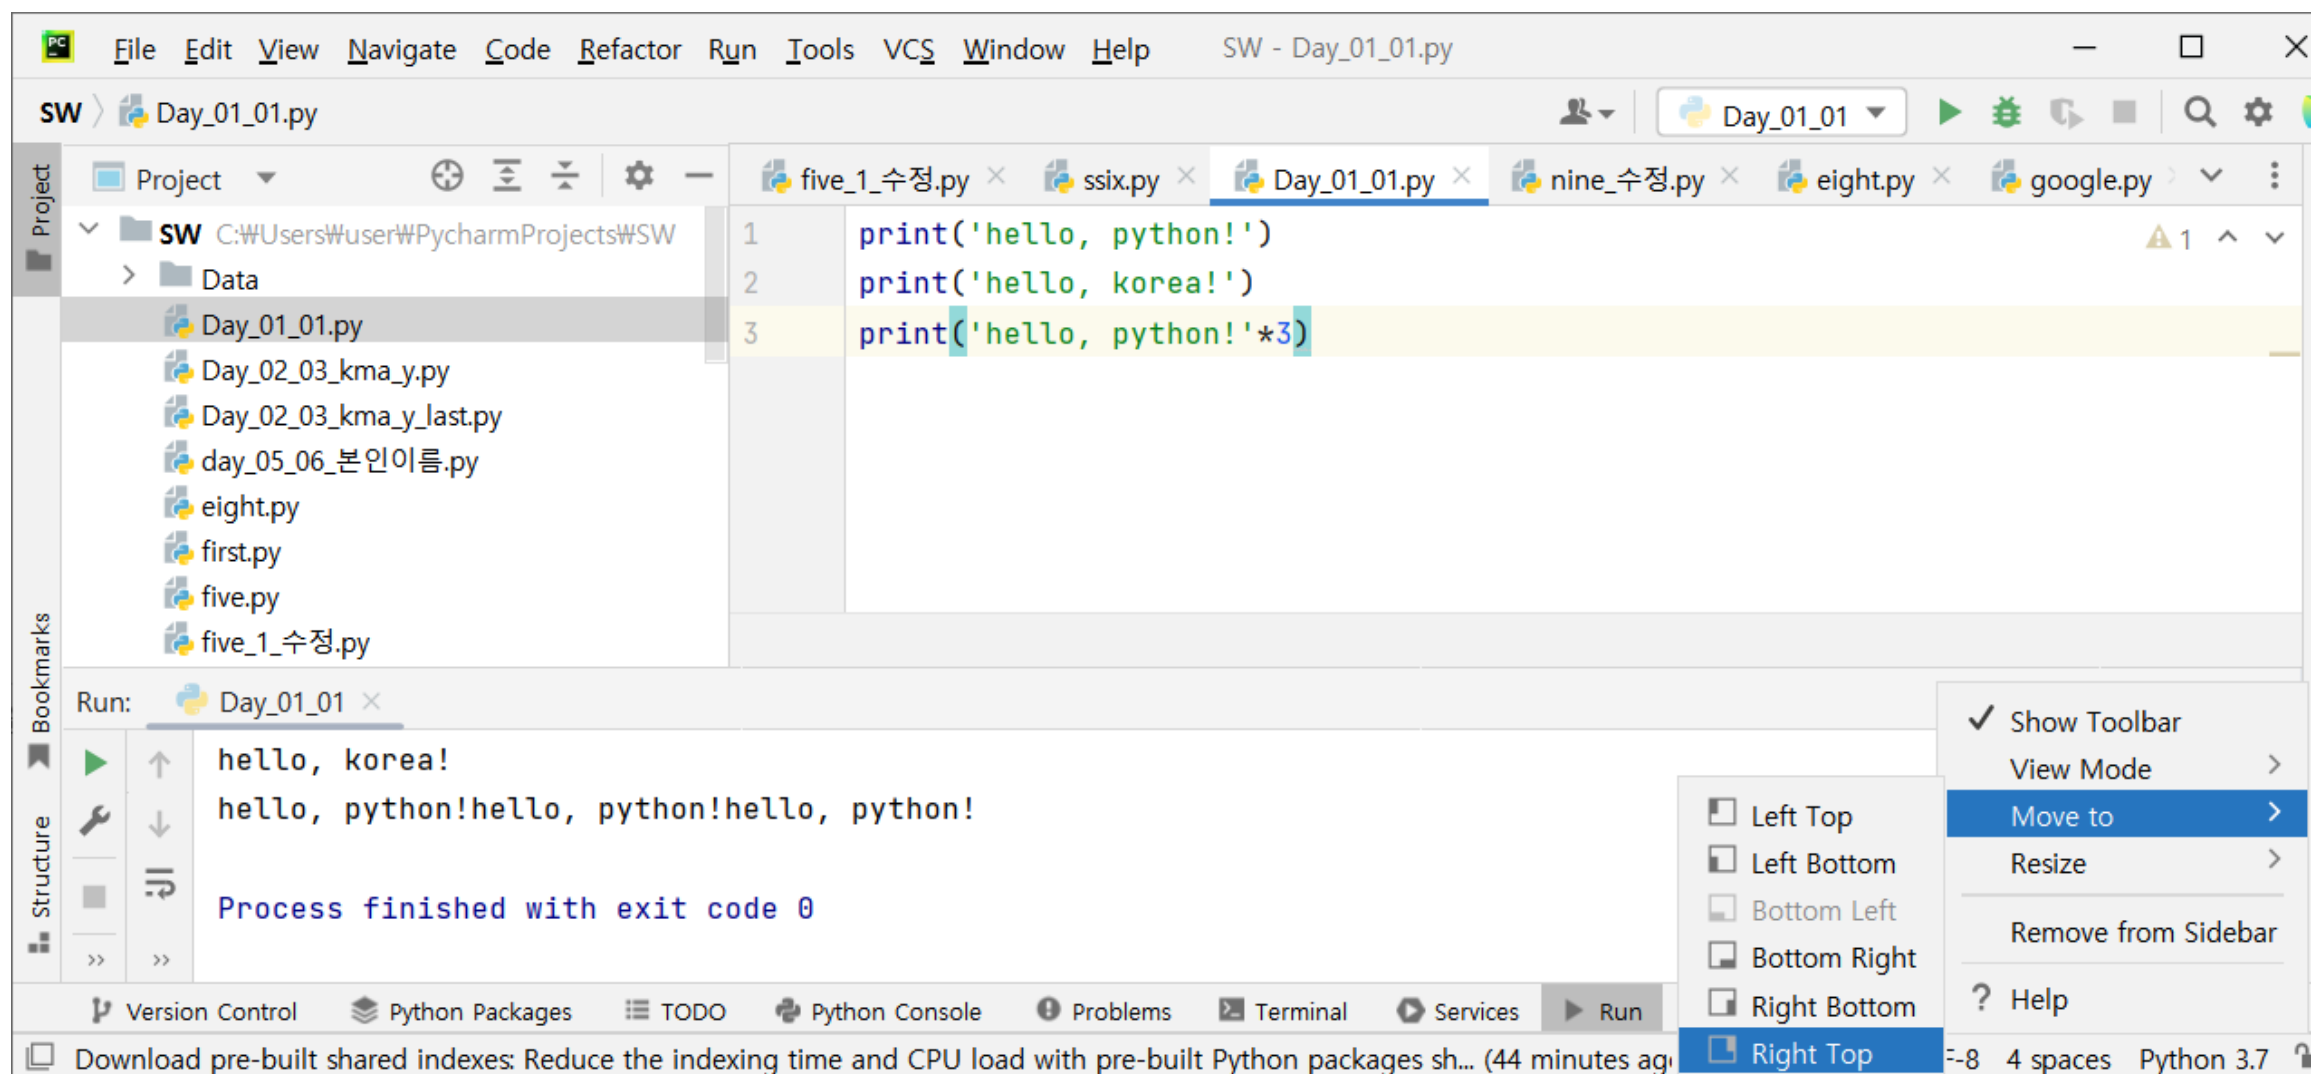 PC File Edit View Navigate Code Refactor Run Tools VCS Window Help SW - Day_01_01.py
SW Day_01_01.py Day_01_01
Project
Project
five_1_수정.py ssix.py Day_01_01.py nine_수정.py eight.py google.py
SW C:₩Users₩user₩PycharmProjects₩SW
Data
Day_01_01.py
Day_02_03_kma_y.py
Day_02_03_kma_y_last.py
day_05_06_본인이름.py
eight.py
first.py
five.py
five_1_수정.py
1 print('hello, python!')
2 print('hello, korea!')
3 print('hello, python!'*3)
1
Bookmarks
Structure
Run: Day_01_01
hello, korea!
hello, python!hello, python!hello, python!
Process finished with exit code 0
Show Toolbar
View Mode
Move to
Resize
Remove from Sidebar
? Help
Left Top
Left Bottom
Bottom Left
Bottom Right
Right Bottom
Right Top
Version Control Python Packages TODO Python Console Problems Terminal Services Run
Download pre-built shared indexes: Reduce the indexing time and CPU load with pre-built Python packages sh... (44 minutes ag F-8 4 spaces Python 3.7